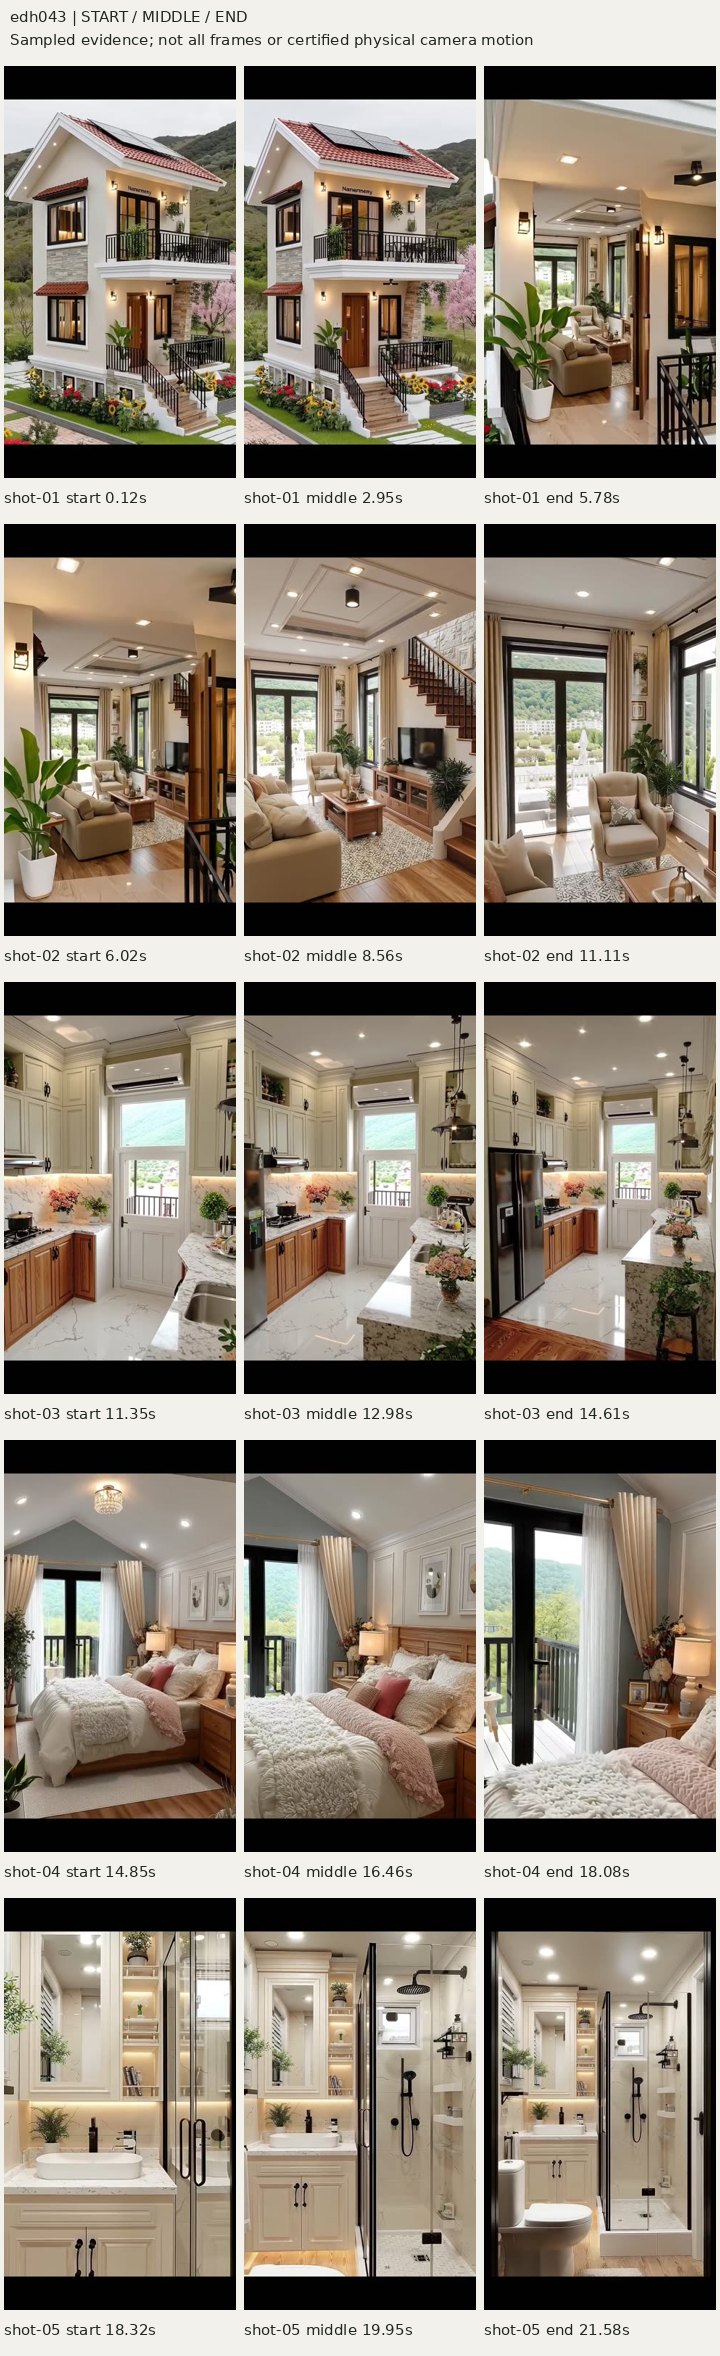 edh043 | START / MIDDLE / END
Sampled evidence; not all frames or certified physical camera motion
shot-01 start 0.12s
shot-01 middle 2.95s
shot-01 end 5.78s
shot-02 start 6.02s
shot-02 middle 8.56s
shot-02 end 11.11s
shot-03 start 11.35s
shot-03 middle 12.98s
shot-03 end 14.61s
shot-04 start 14.85s
shot-04 middle 16.46s
shot-04 end 18.08s
shot-05 start 18.32s
shot-05 middle 19.95s
shot-05 end 21.58s